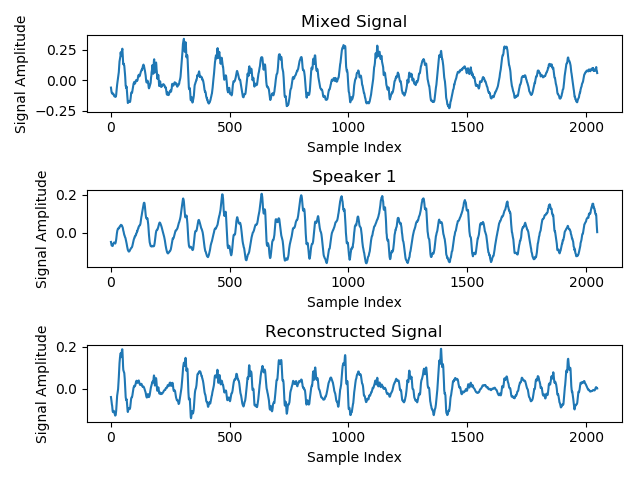 Mixed Signal
Signal Amplitude
0.25
0.00
−0.25
0 500 1000 1500 2000
Sample Index
Speaker 1
Signal Amplitude
0.2
0.0
0 500 1000 1500 2000
Sample Index
Reconstructed Signal
Signal Amplitude
0.2
0.0
0 500 1000 1500 2000
Sample Index